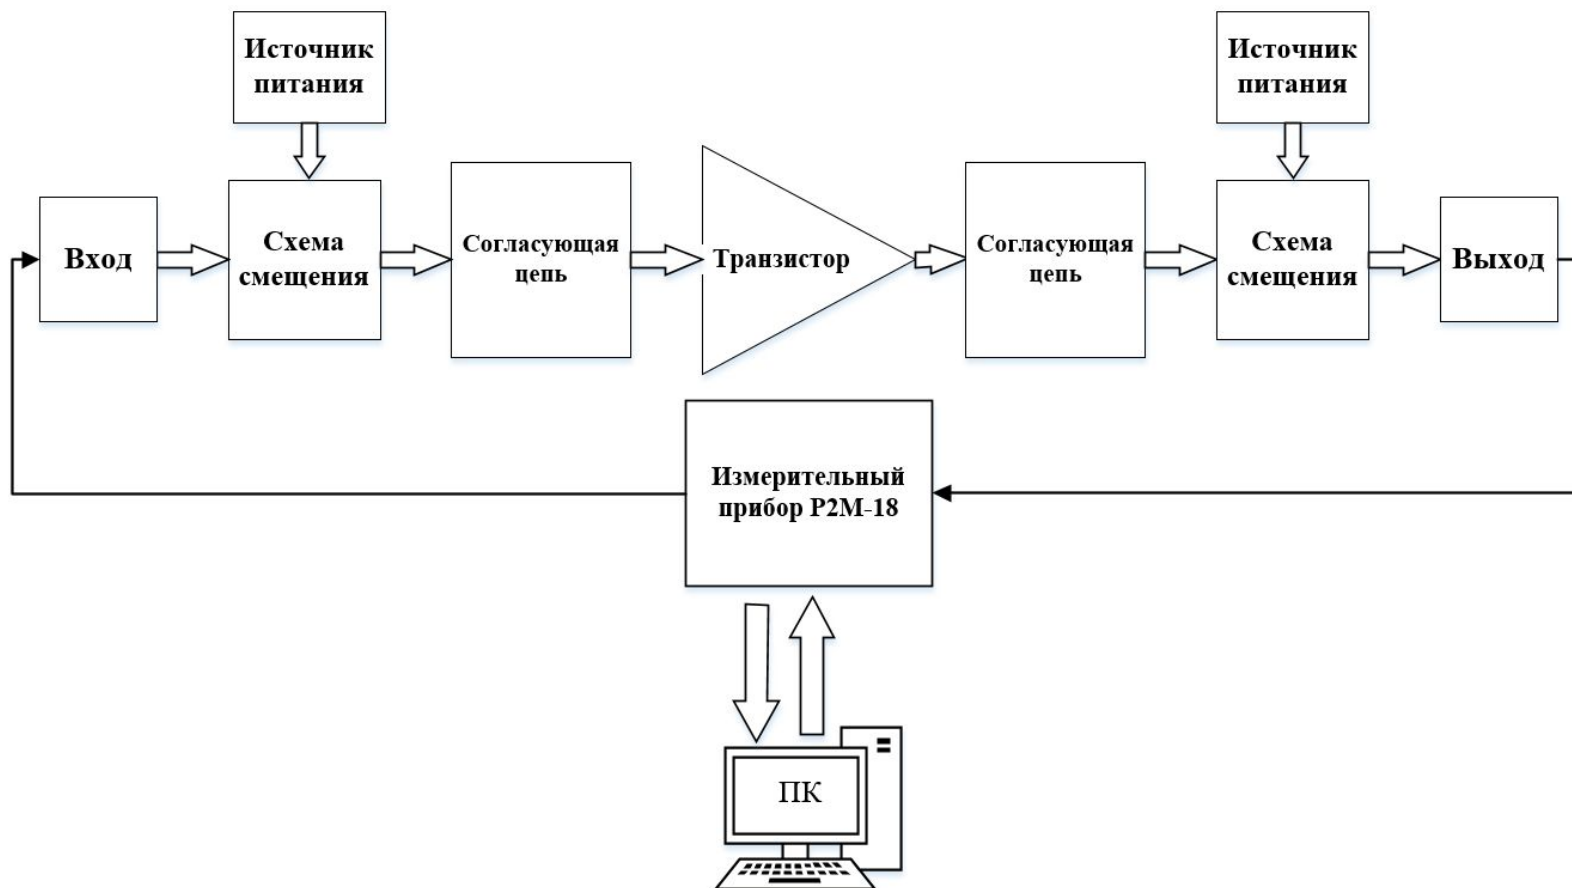 Источник
питания
Источник
питания
Вход
Схема
смещения
Согласующая
цепь
Транзистор
Согласующая
цепь
Схема
смещения
Выход
Измерительный
прибор Р2М-18
ПК